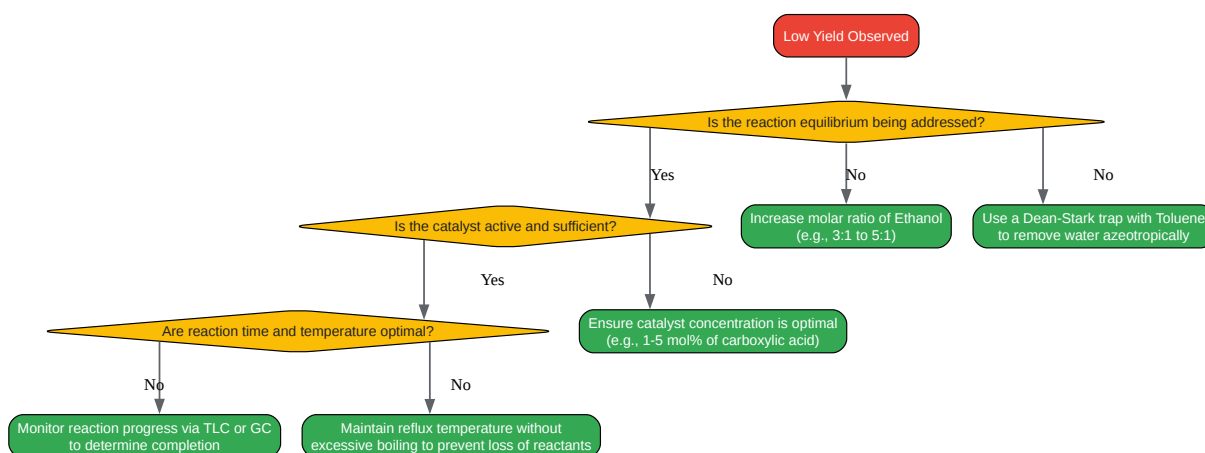 Low Yield Observed
Is the reaction equilibrium being addressed?
Yes
No
No
Is the catalyst active and sufficient?
Increase molar ratio of Ethanol
(e.g., 3:1 to 5:1)
Use a Dean-Stark trap with Toluene
to remove water azeotropically
Yes
No
Are reaction time and temperature optimal?
Ensure catalyst concentration is optimal
(e.g., 1-5 mol% of carboxylic acid)
No
No
Monitor reaction progress via TLC or GC
to determine completion
Maintain reflux temperature without
excessive boiling to prevent loss of reactants